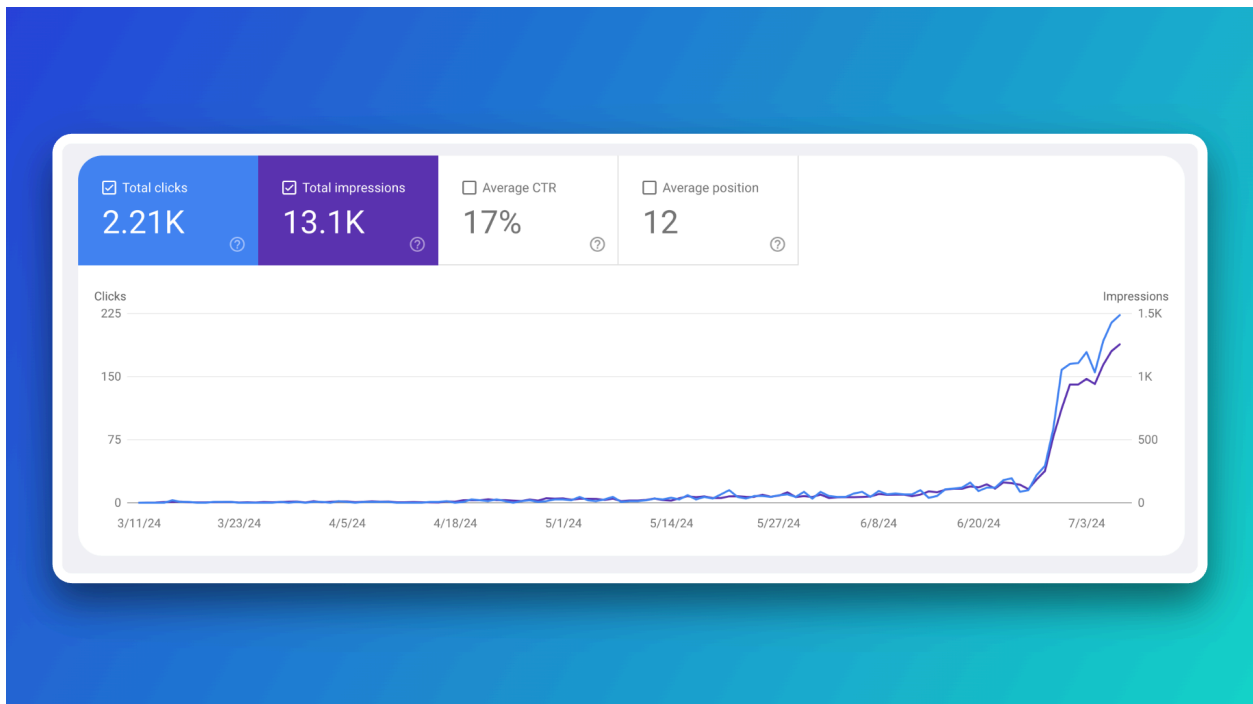 Total clicks
2.21K
Total impressions
13.1K
Average CTR
17%
Average position
12
Clicks
Impressions
225
1.5K
150
1K
75
500
0
0
3/11/24 3/23/24 4/5/24 4/18/24 5/1/24 5/14/24 5/27/24 6/8/24 6/20/24 7/3/24